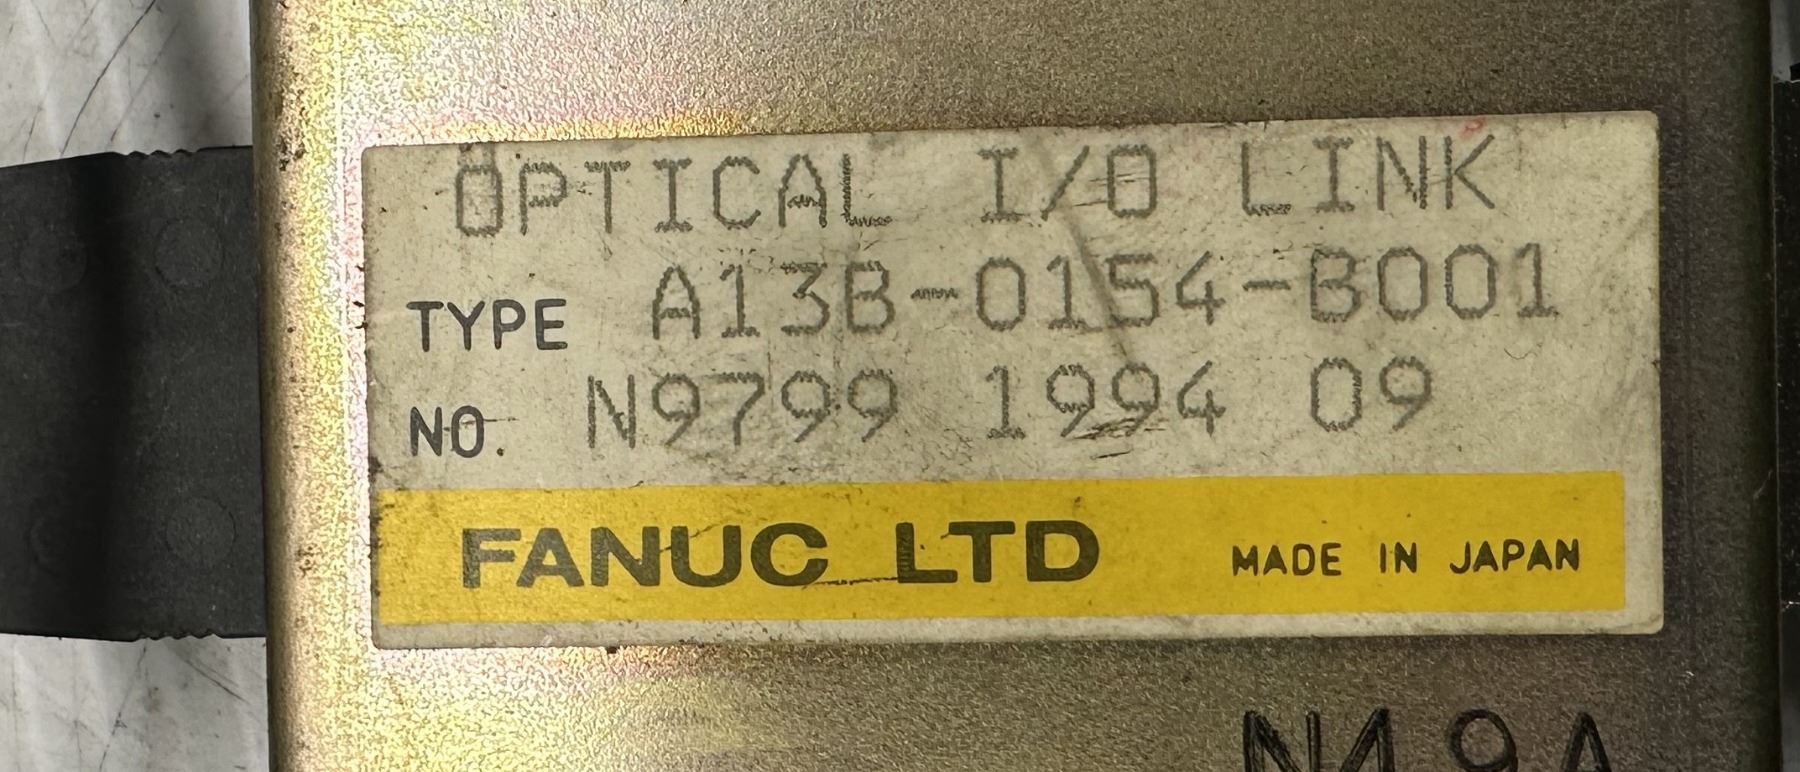 OPTICAL I/O LINK
TYPE A13B-0154-B001
NO. N9799 1994 09
FANUC LTD MADE IN JAPAN